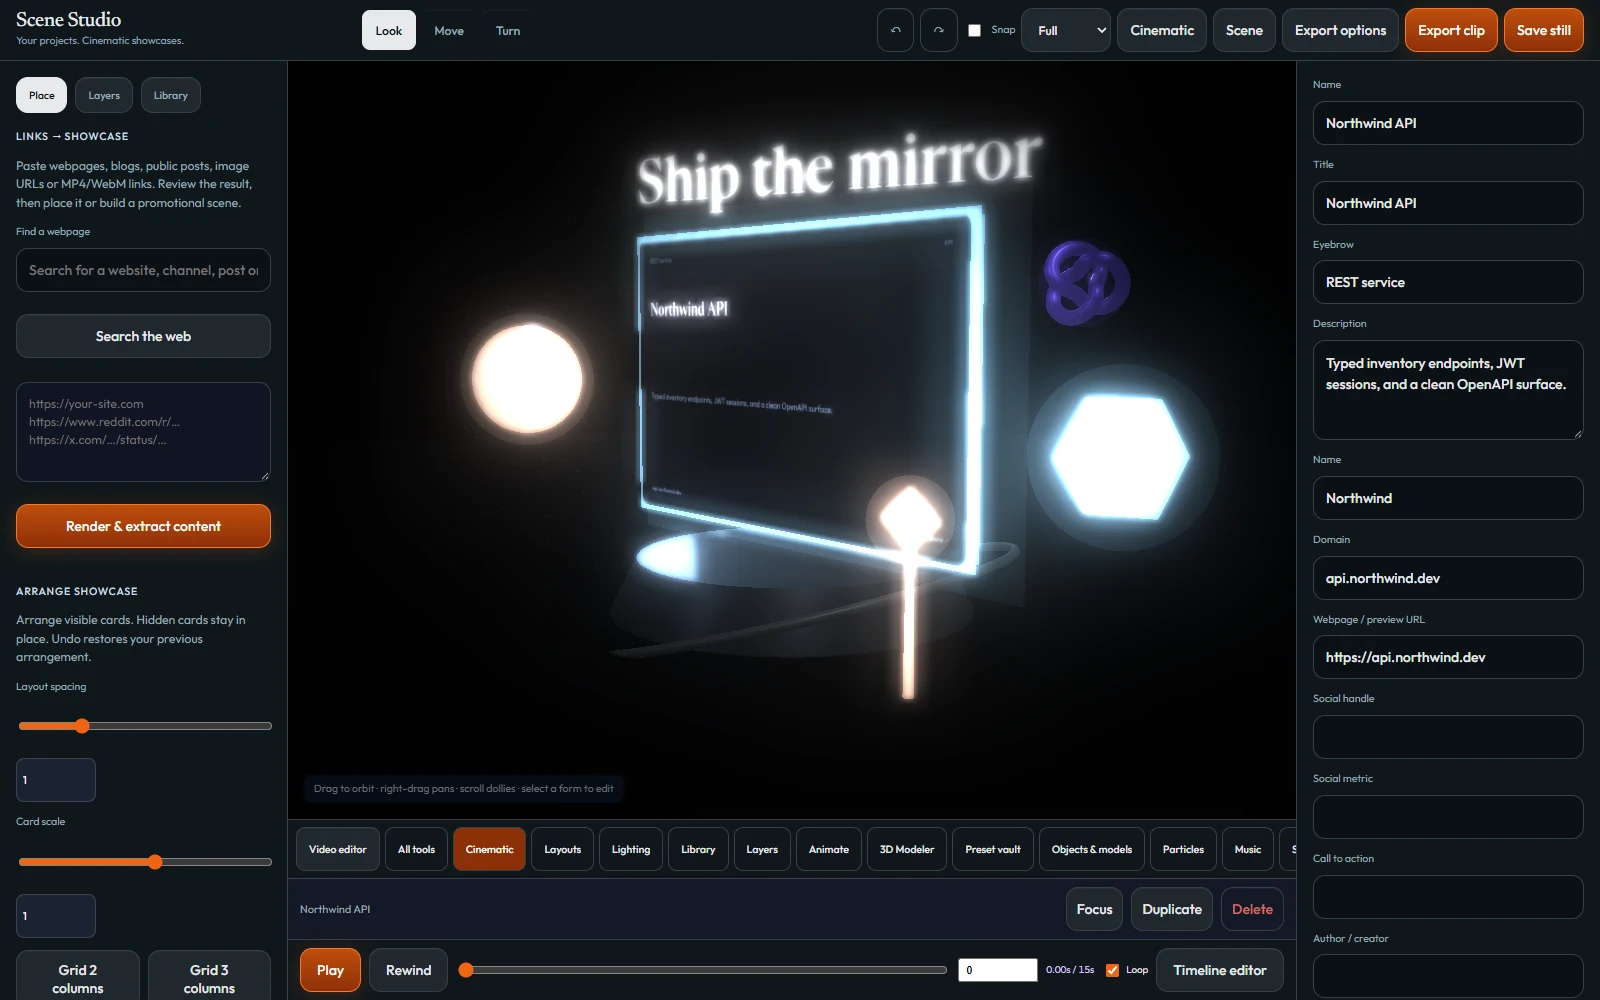 Scene Studio
Your projects. Cinematic showcases.
Look
Move
Turn
Snap
Full
Cinematic
Scene
Export options
Export clip
Save still
Place
Layers
Library
LINKS → SHOWCASE
Paste webpages, blogs, public posts, image
URLs or MP4/WebM links. Review the result,
then place it or build a promotional scene.
Find a webpage
Search for a website, channel, post or
Search the web
https://your-site.com
https://www.reddit.com/r/...
https://x.com/.../status/...
Render & extract content
ARRANGE SHOWCASE
Arrange visible cards. Hidden cards stay in
place. Undo restores your previous
arrangement.
Layout spacing
1
Card scale
1
Grid 2
columns
Grid 3
columns
Ship the mirror
REST service
API
Northwind API
Typed inventory endpoints, JWT sessions, and a clean OpenAPI surface.
Drag to orbit · right-drag pans · scroll dollies · select a form to edit
Video editor
All tools
Cinematic
Layouts
Lighting
Library
Layers
Animate
3D Modeler
Preset vault
Objects & models
Particles
Music
Northwind API
Focus
Duplicate
Delete
Play
Rewind
0
0.00s / 15s
Loop
Timeline editor
Name
Northwind API
Title
Northwind API
Eyebrow
REST service
Description
Typed inventory endpoints, JWT
sessions, and a clean OpenAPI surface.
Name
Northwind
Domain
api.northwind.dev
Webpage / preview URL
https://api.northwind.dev
Social handle
Social metric
Call to action
Author / creator